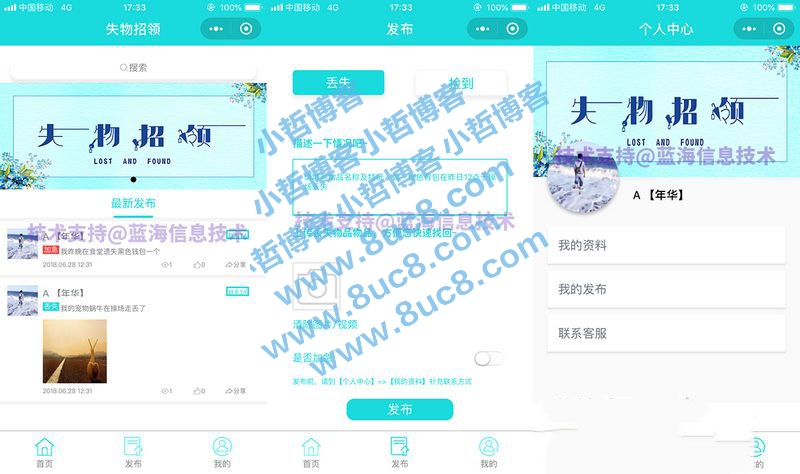 中国移动 4G 17:33 100%
失物招领
搜索
失物招领
LOST AND FOUND
最新发布
技术支持@蓝海信息技术
A 【年华】
加急 我昨晚在食堂遗失黑色钱包一个
2018.06.28 12:31 1 0 分享
A 【年华】
丢失 我的宠物蜗牛在操场走丢了
2018.06.28 12:31 1 0 分享
首页 发布 我的
中国移动 4G 17:33 100%
发布
丢失 捡到
描述一下情况吧
技术支持@蓝海信息技术
清除图片/视频
是否加急
发布前，请到【个人中心】=>【我的资料】补充联系方式
发布
首页 发布 我的
小哲博客 小哲博客 小哲博客
小哲博客 小哲博客 小哲博客
www.8uc8.com
www.8uc8.com
www.8uc8.com
中国移动 4G 17:33 100%
个人中心
失物招领
LOST AND FOUND
技术支持@蓝海信息技术
A 【年华】
我的资料
我的发布
联系客服